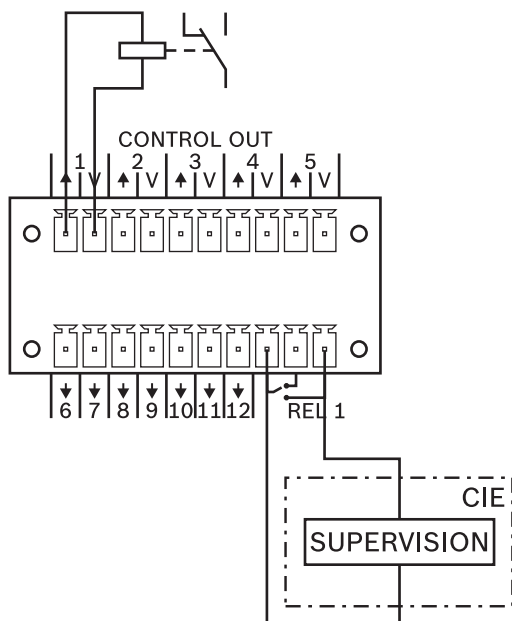 CONTROL OUT
1 V 2 V 3 V 4 V 5 V
6 7 8 9 10 11 12 REL 1
CIE
SUPERVISION